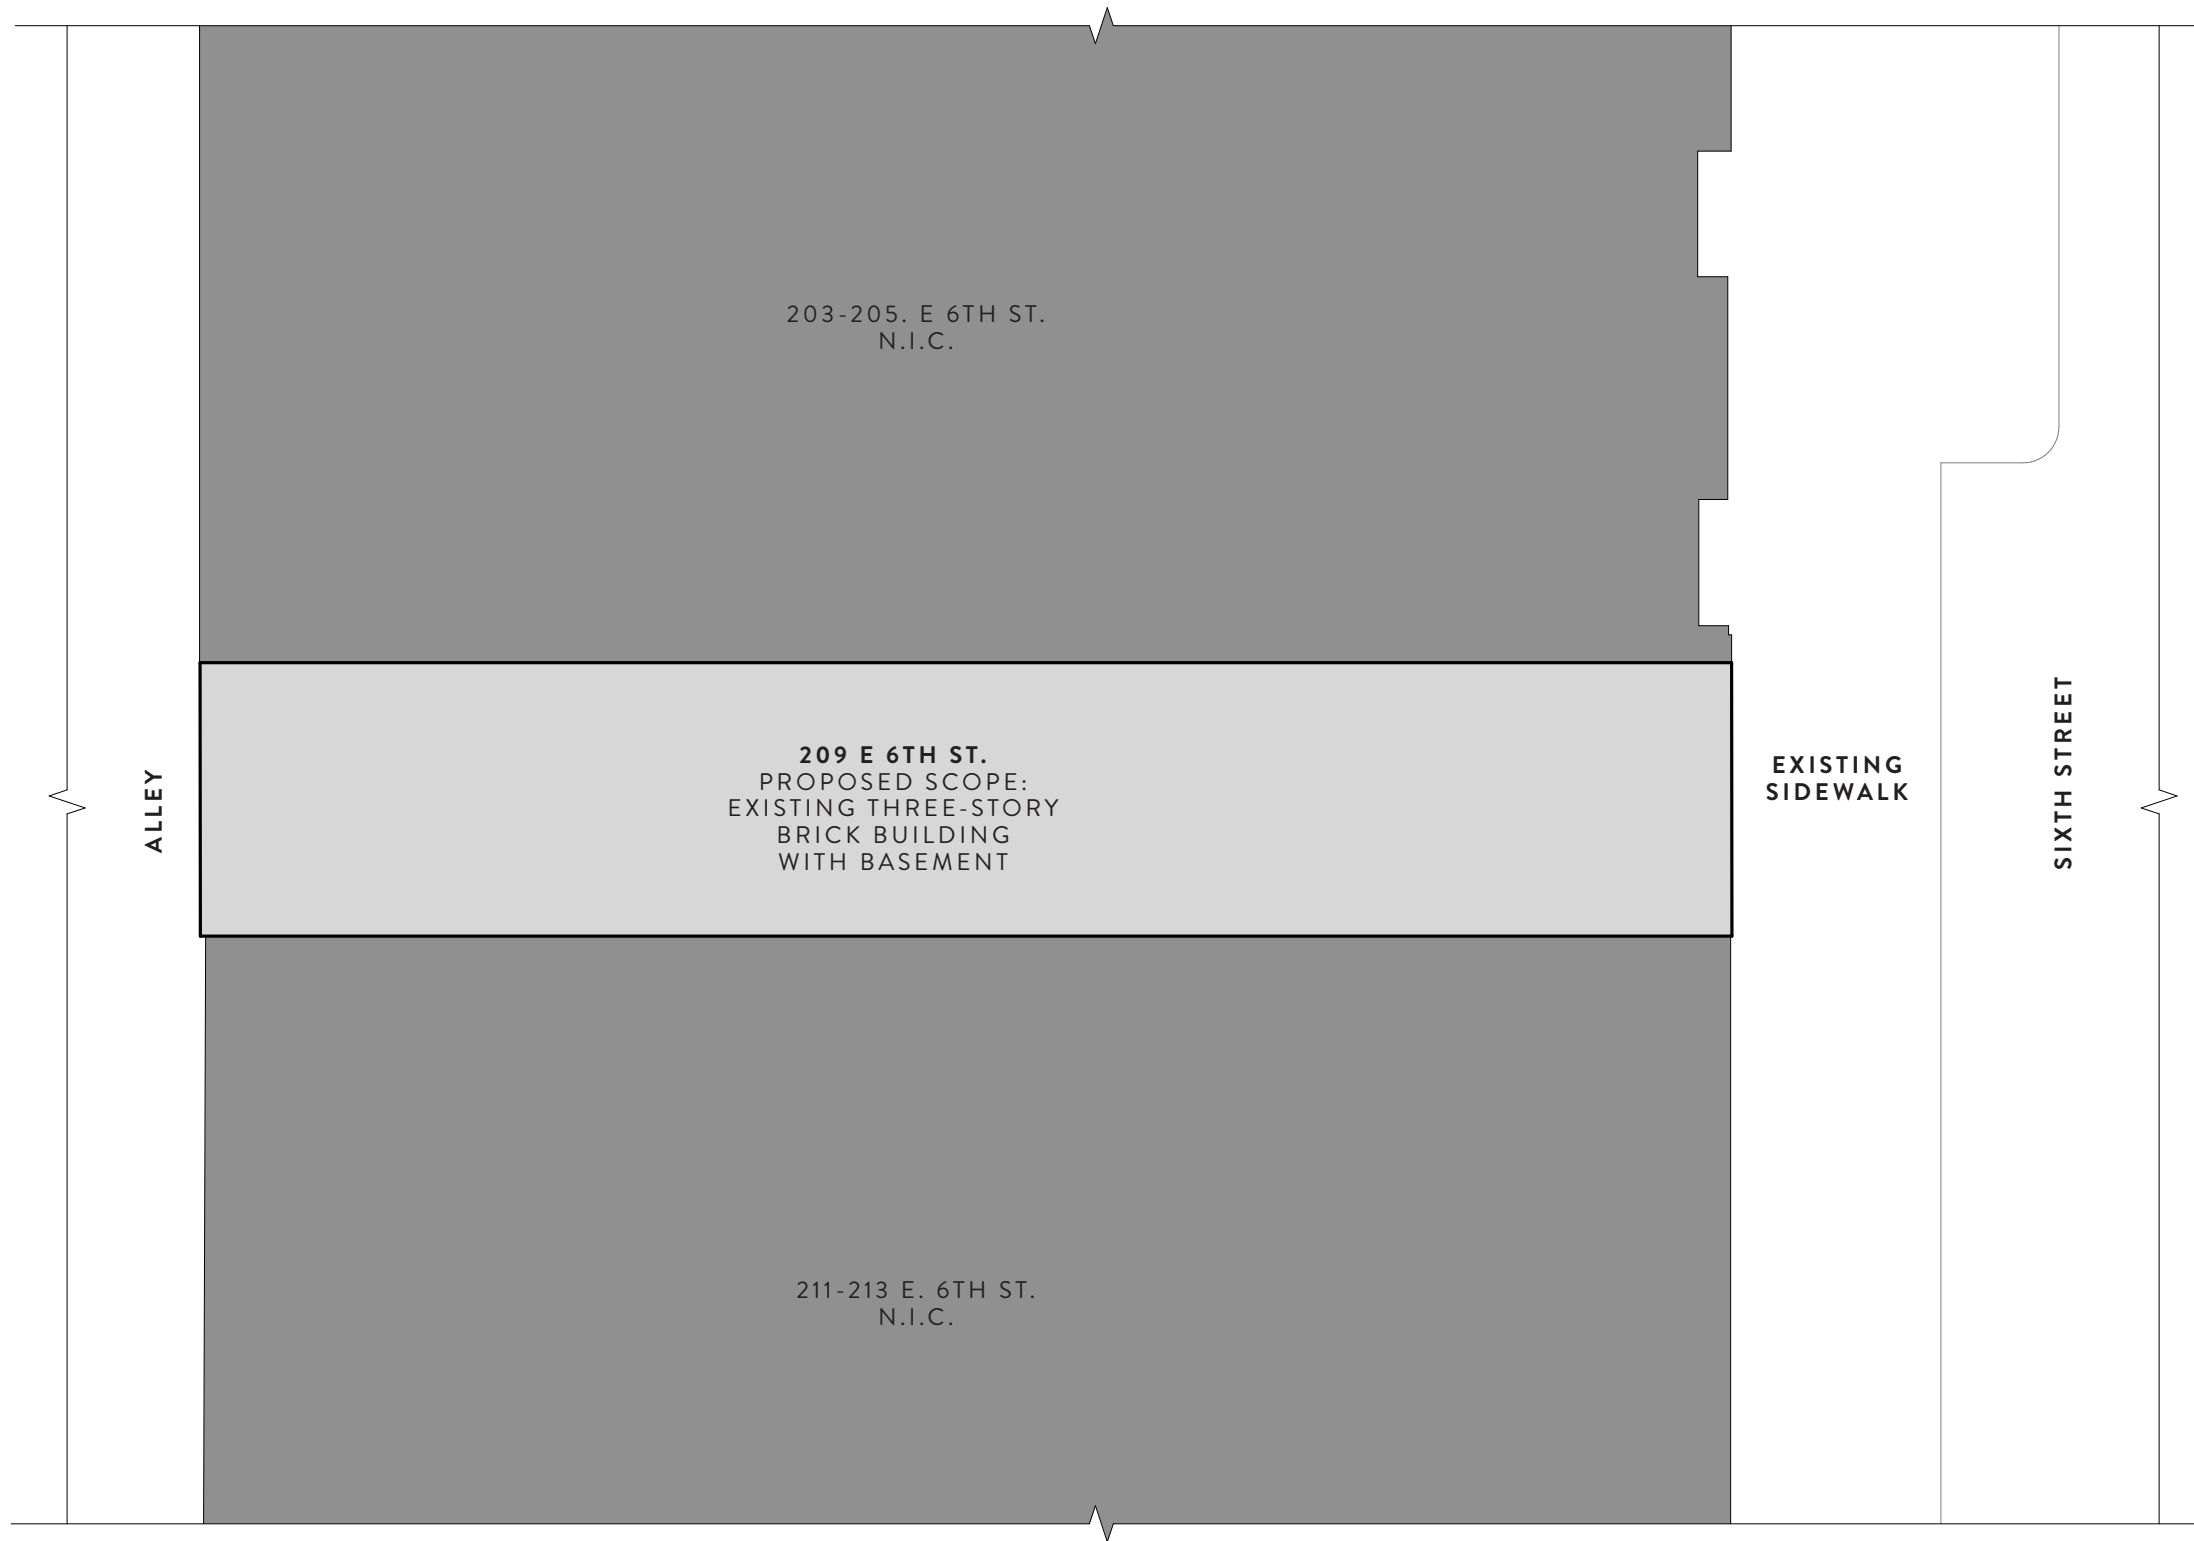 203-205. E 6TH ST.
N.I.C.
209 E 6TH ST.
PROPOSED SCOPE:
EXISTING THREE-STORY
BRICK BUILDING
WITH BASEMENT
ALLEY
EXISTING
SIDEWALK
SIXTH STREET
211-213 E. 6TH ST.
N.I.C.